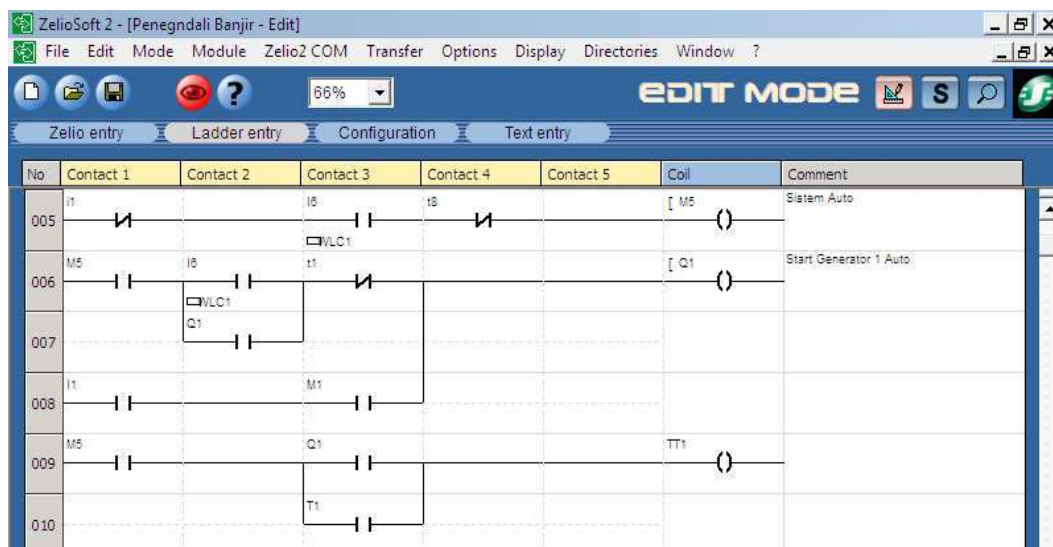 ZelioSoft 2 - [Penegndali Banjir - Edit]
File Edit Mode Module Zelio2 COM Transfer Options Display Directories Window ?
66%
EDIT MODE
S
Zelio entry Ladder entry Configuration Text entry
No Contact 1 Contact 2 Contact 3 Contact 4 Contact 5 Coil Comment
i1 I6 t8 [ M5 Sistem Auto
005
WLC1
M5 I6 t1 [ Q1 Start Generator 1 Auto
006
WLC1
Q1
007
I1 M1
008
M5 Q1 TT1
009
T1
010